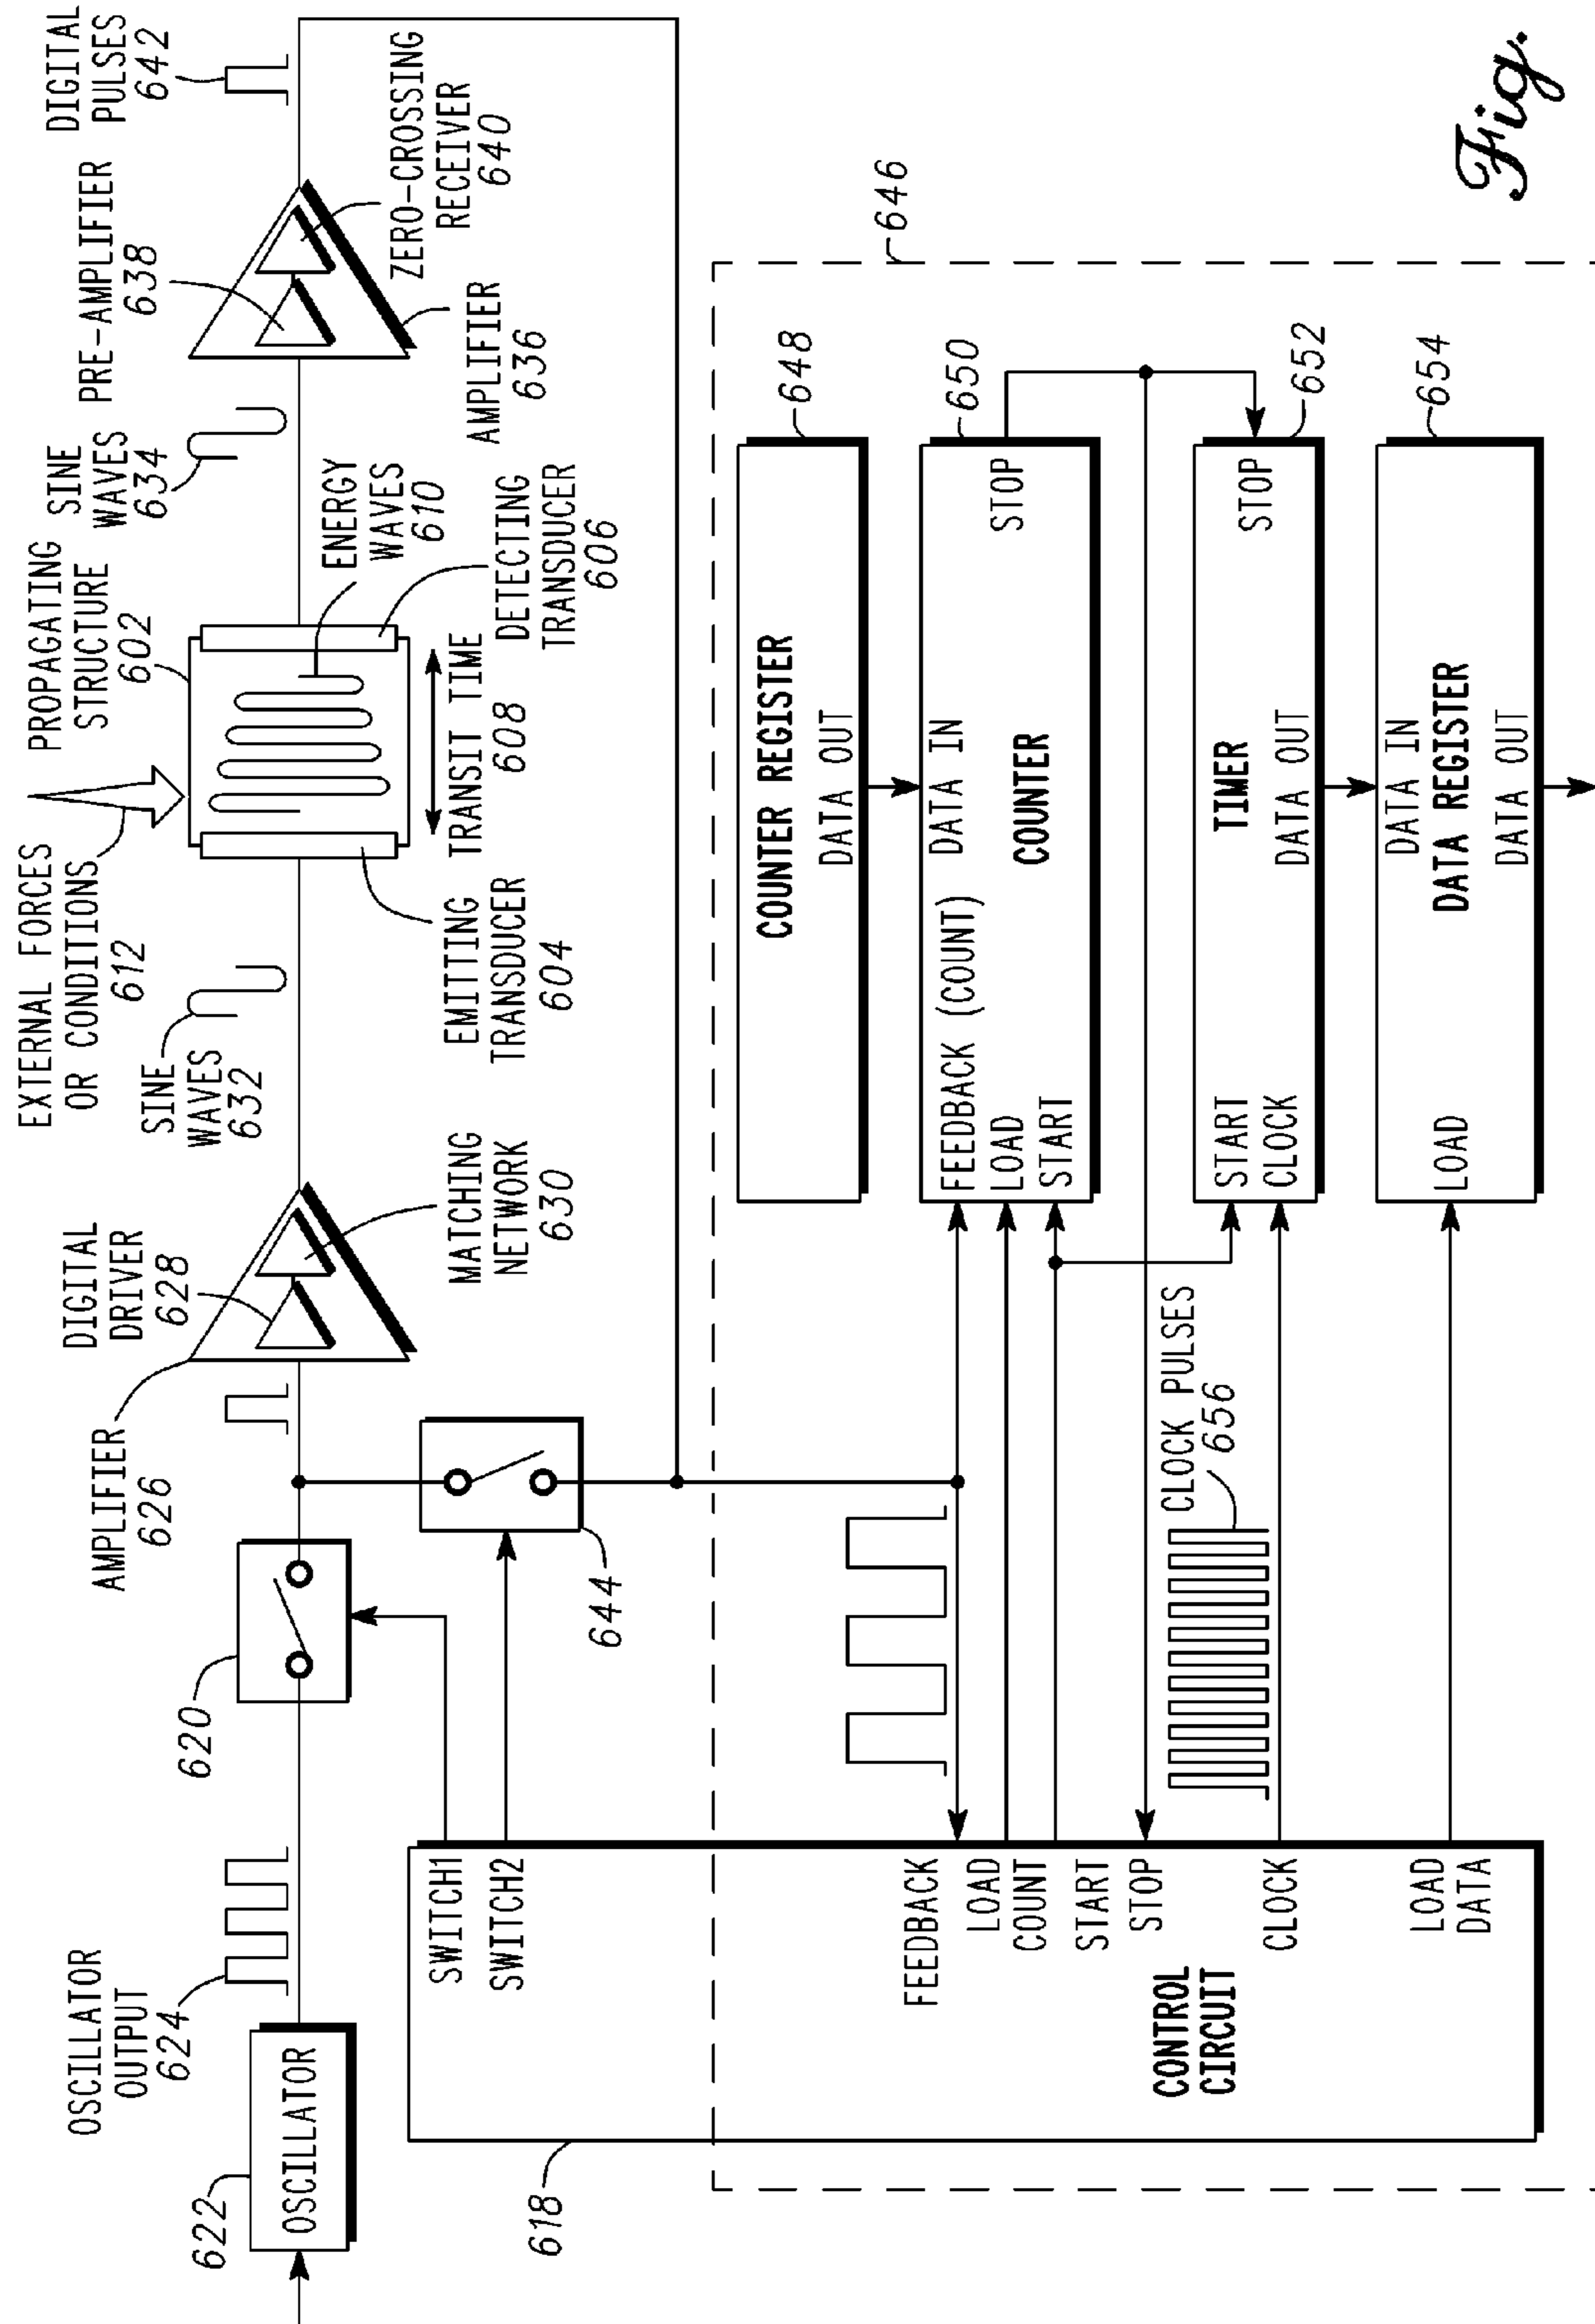 OSCILLATOR
OUTPUT
624
622
OSCILLATOR
620
AMPLIFIER
626
DIGITAL
DRIVER
628
MATCHING
NETWORK
630
EXTERNAL FORCES
OR CONDITIONS
612
SINE
WAVES
632
PROPAGATING
STRUCTURE
602
EMITTING
TRANSDUCER
604
TRANSIT TIME
608
ENERGY
WAVES
610
DETECTING
TRANSDUCER
606
SINE
WAVES
634
PRE-AMPLIFIER
638
AMPLIFIER
636
ZERO-CROSSING
RECEIVER
640
DIGITAL
PULSES
642
644
618
SWITCH1
SWITCH2
FEEDBACK
LOAD
COUNT
START
STOP
CLOCK
LOAD
DATA
CONTROL
CIRCUIT
CLOCK PULSES
656
646
COUNTER REGISTER
DATA OUT
648
FEEDBACK (COUNT)
LOAD
START
DATA IN
COUNTER
STOP
650
START
CLOCK
TIMER
DATA OUT
STOP
652
LOAD
DATA IN
DATA REGISTER
DATA OUT
654
Fig.